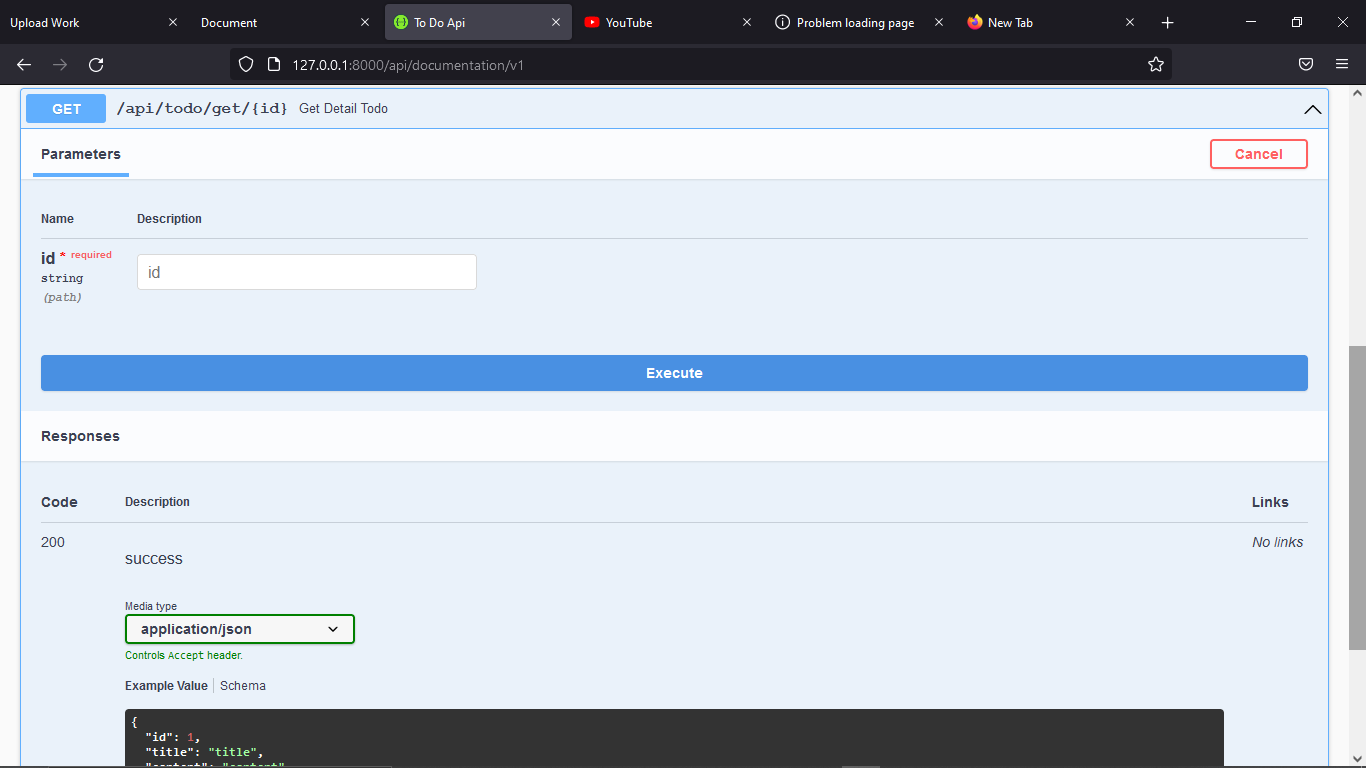 Upload Work
Document
To Do Api
YouTube
Problem loading page
New Tab
127.0.0.1:8000/api/documentation/v1
GET /api/todo/get/{id} Get Detail Todo
Parameters
Cancel
Name Description
id * required
string
(path)
id
Execute
Responses
Code Description Links
200
success
No links
Media type
application/json
Controls Accept header.
Example Value Schema
{
"id": 1,
"title": "title",
"content": "content"